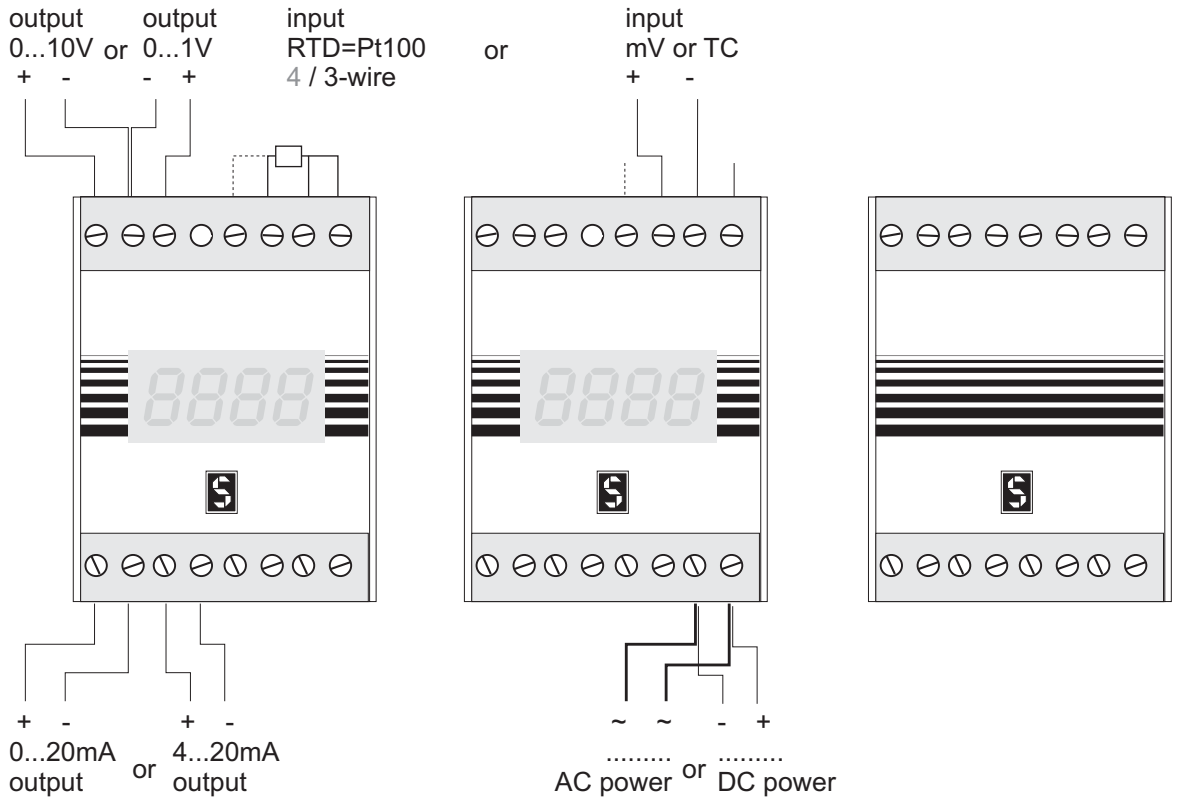 output
0...10V
+ -
or
output
0...1V
- +
input
RTD=Pt100
4 / 3-wire
or
input
mV or TC
+ -
8888
8888
S
S
S
+ -
0...20mA
output
or
+ -
4...20mA
output
~ ~
.........
AC power
or
- +
.........
DC power